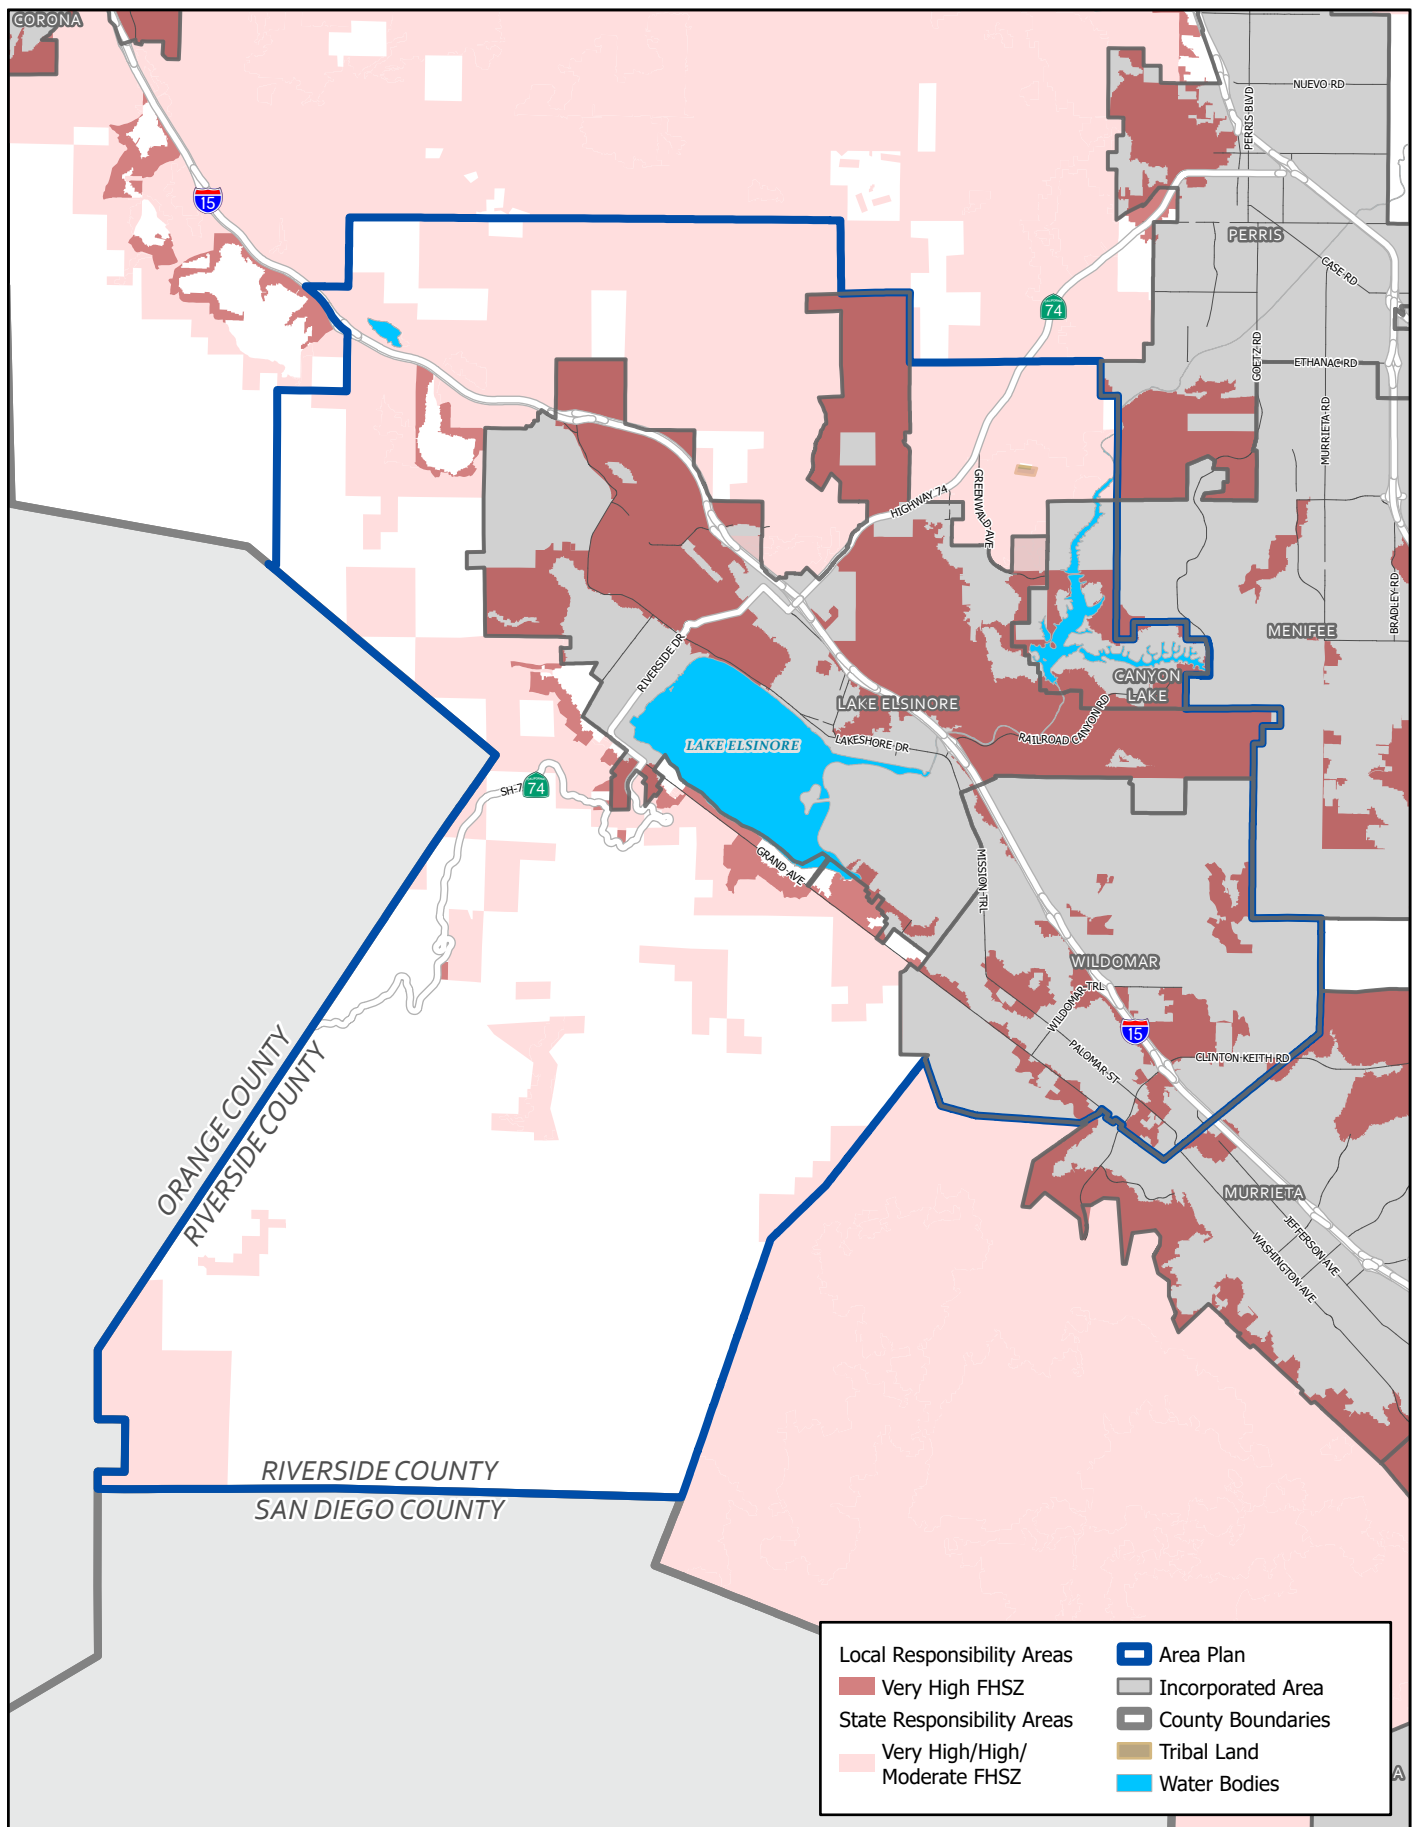 CORONA
NUEVO RD
PERRIS BLVD
15
PERRIS
CASE RD
CALIFORNIA
74
GOETZ RD
ETHANAC RD
MURRIETA RD
HIGHWAY 74
GREENWALD AVE
BRADLEY RD
MENIFEE
RIVERSIDE DR
CANYON
LAKE
LAKE ELSINORE
RAILROAD CANYON RD
LAKE ELSINORE
LAKESHORE DR
CALIFORNIA
74
SH-7
GRAND AVE
MISSION TRL
WILDOMAR
WILDOMAR TRL
15
CLINTON KEITH RD
PALOMAR ST
ORANGE COUNTY
RIVERSIDE COUNTY
MURRIETA
JEFFERSON AVE
WASHINGTON AVE
RIVERSIDE COUNTY
SAN DIEGO COUNTY
Local Responsibility Areas
Very High FHSZ
State Responsibility Areas
Very High/High/
Moderate FHSZ
Area Plan
Incorporated Area
County Boundaries
Tribal Land
Water Bodies
A